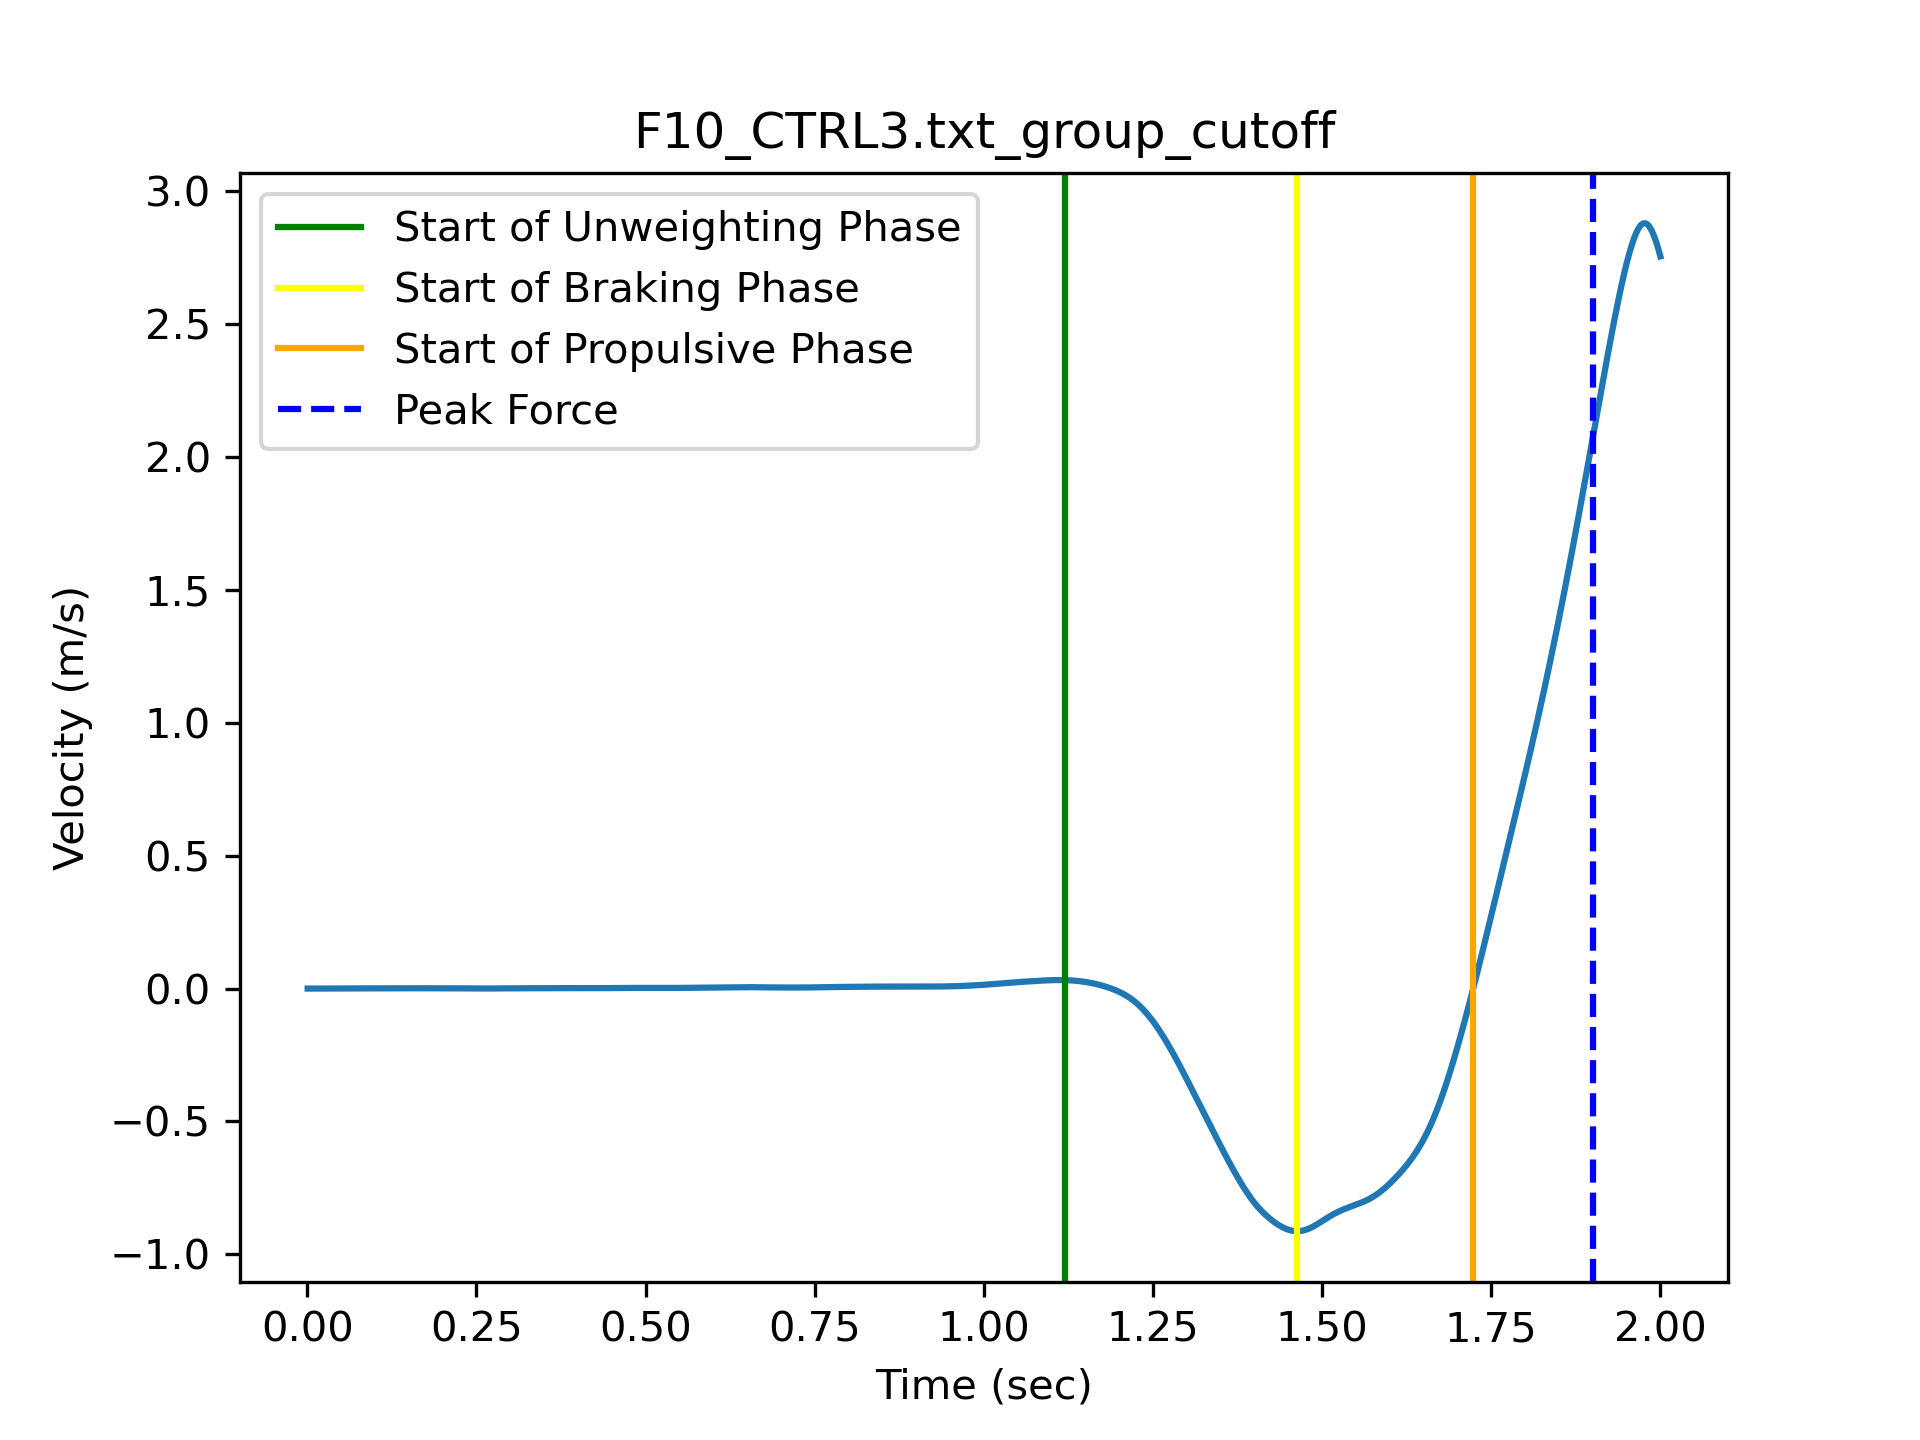 F10_CTRL3.txt_group_cutoff
3.0
2.5
2.0
1.5
1.0
0.5
0.0
−0.5
−1.0
Velocity (m/s)
Start of Unweighting Phase
Start of Braking Phase
Start of Propulsive Phase
Peak Force
0.00 0.25 0.50 0.75 1.00 1.25 1.50 1.75 2.00
Time (sec)